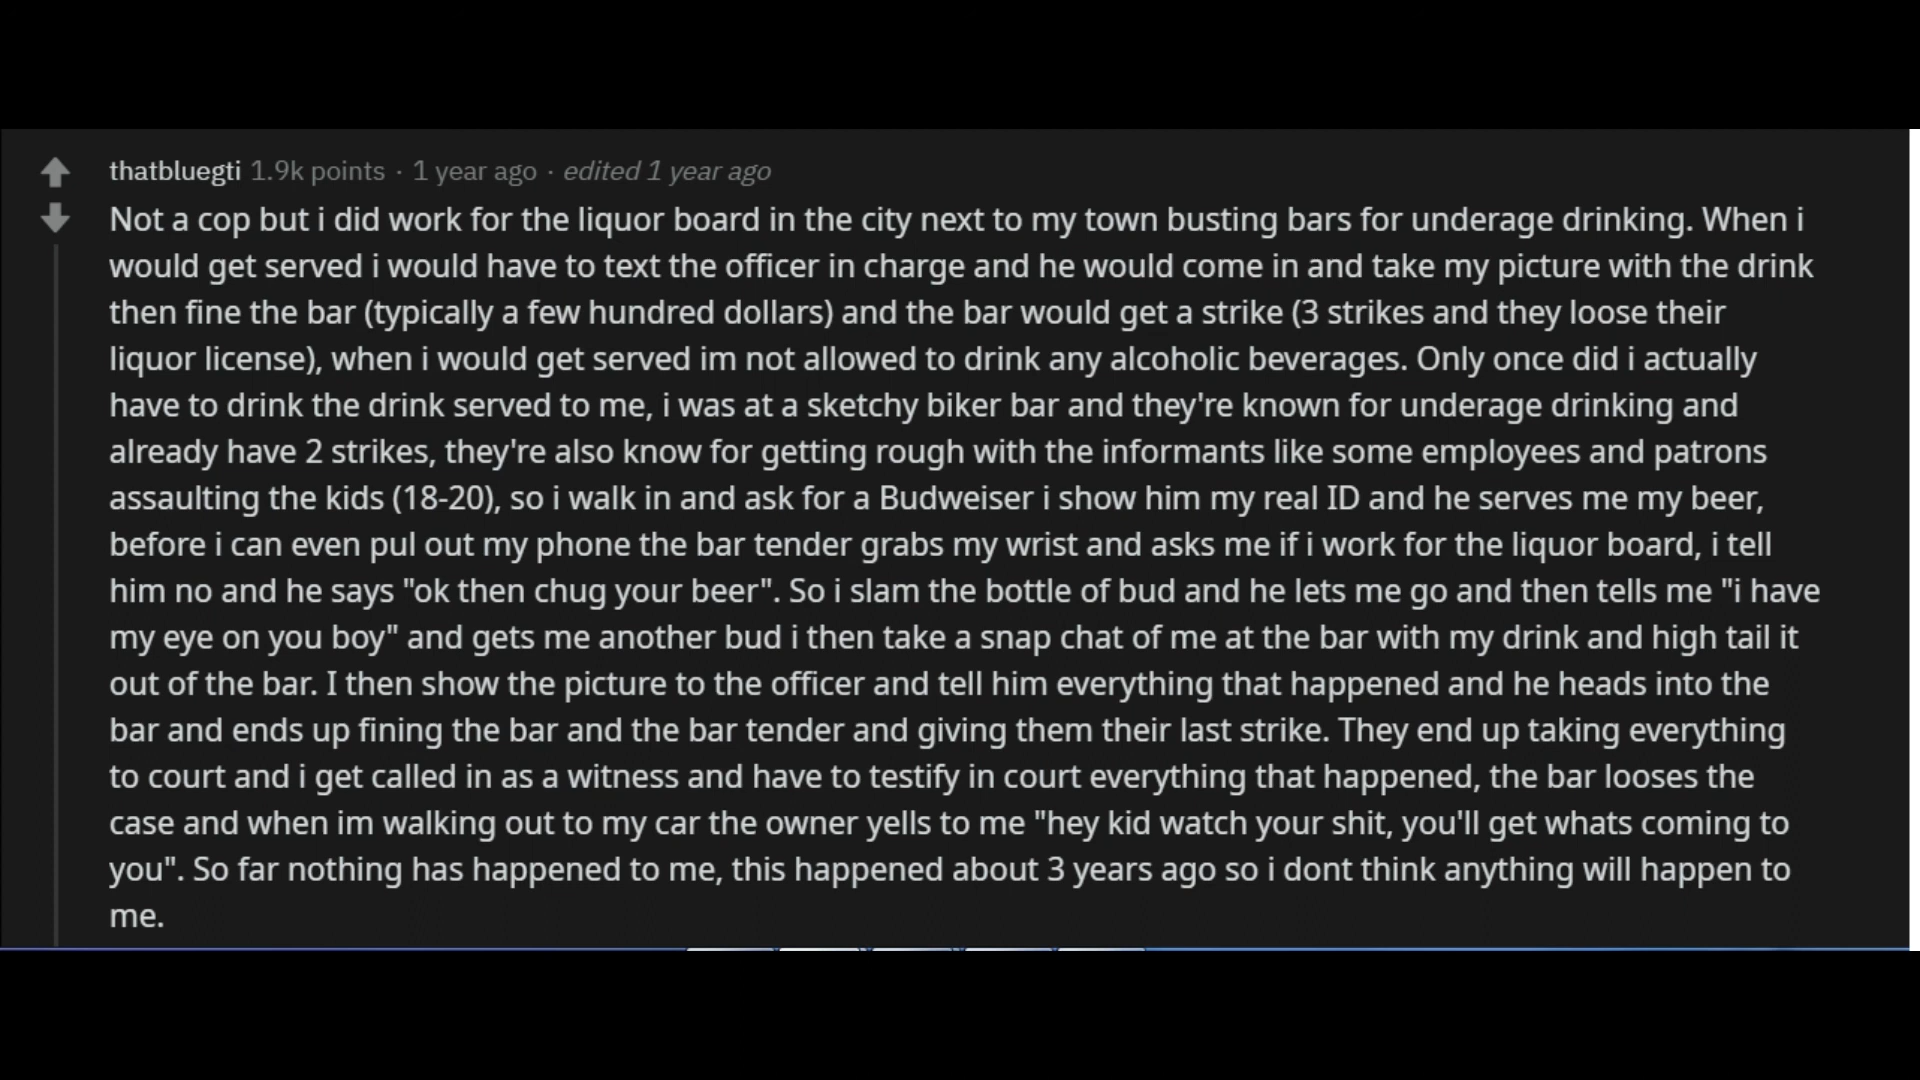 thatbluegti 1.9k points · 1 year ago · edited 1 year ago
Not a cop but i did work for the liquor board in the city next to my town busting bars for underage drinking. When i
would get served i would have to text the officer in charge and he would come in and take my picture with the drink
then fine the bar (typically a few hundred dollars) and the bar would get a strike (3 strikes and they loose their
liquor license), when i would get served im not allowed to drink any alcoholic beverages. Only once did i actually
have to drink the drink served to me, i was at a sketchy biker bar and they're known for underage drinking and
already have 2 strikes, they're also know for getting rough with the informants like some employees and patrons
assaulting the kids (18-20), so i walk in and ask for a Budweiser i show him my real ID and he serves me my beer,
before i can even pul out my phone the bar tender grabs my wrist and asks me if i work for the liquor board, i tell
him no and he says "ok then chug your beer". So i slam the bottle of bud and he lets me go and then tells me "i have
my eye on you boy" and gets me another bud i then take a snap chat of me at the bar with my drink and high tail it
out of the bar. I then show the picture to the officer and tell him everything that happened and he heads into the
bar and ends up fining the bar and the bar tender and giving them their last strike. They end up taking everything
to court and i get called in as a witness and have to testify in court everything that happened, the bar looses the
case and when im walking out to my car the owner yells to me "hey kid watch your shit, you'll get whats coming to
you". So far nothing has happened to me, this happened about 3 years ago so i dont think anything will happen to
me.